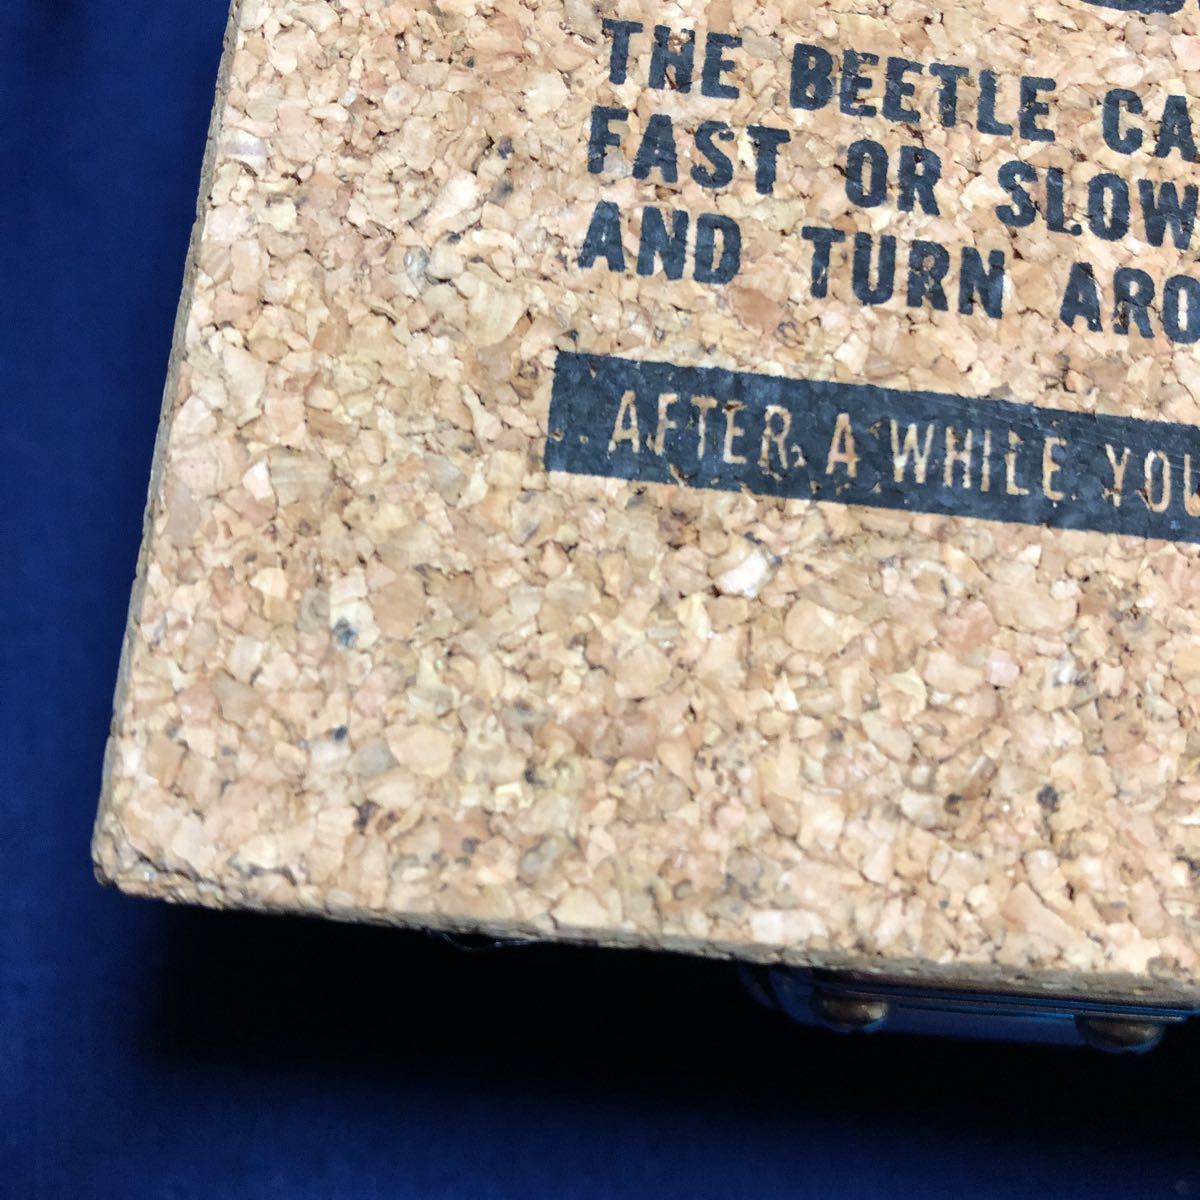 THE BEETLE CA
FAST OR SLOW
AND TURN ARO
AFTER A WHILE YOU